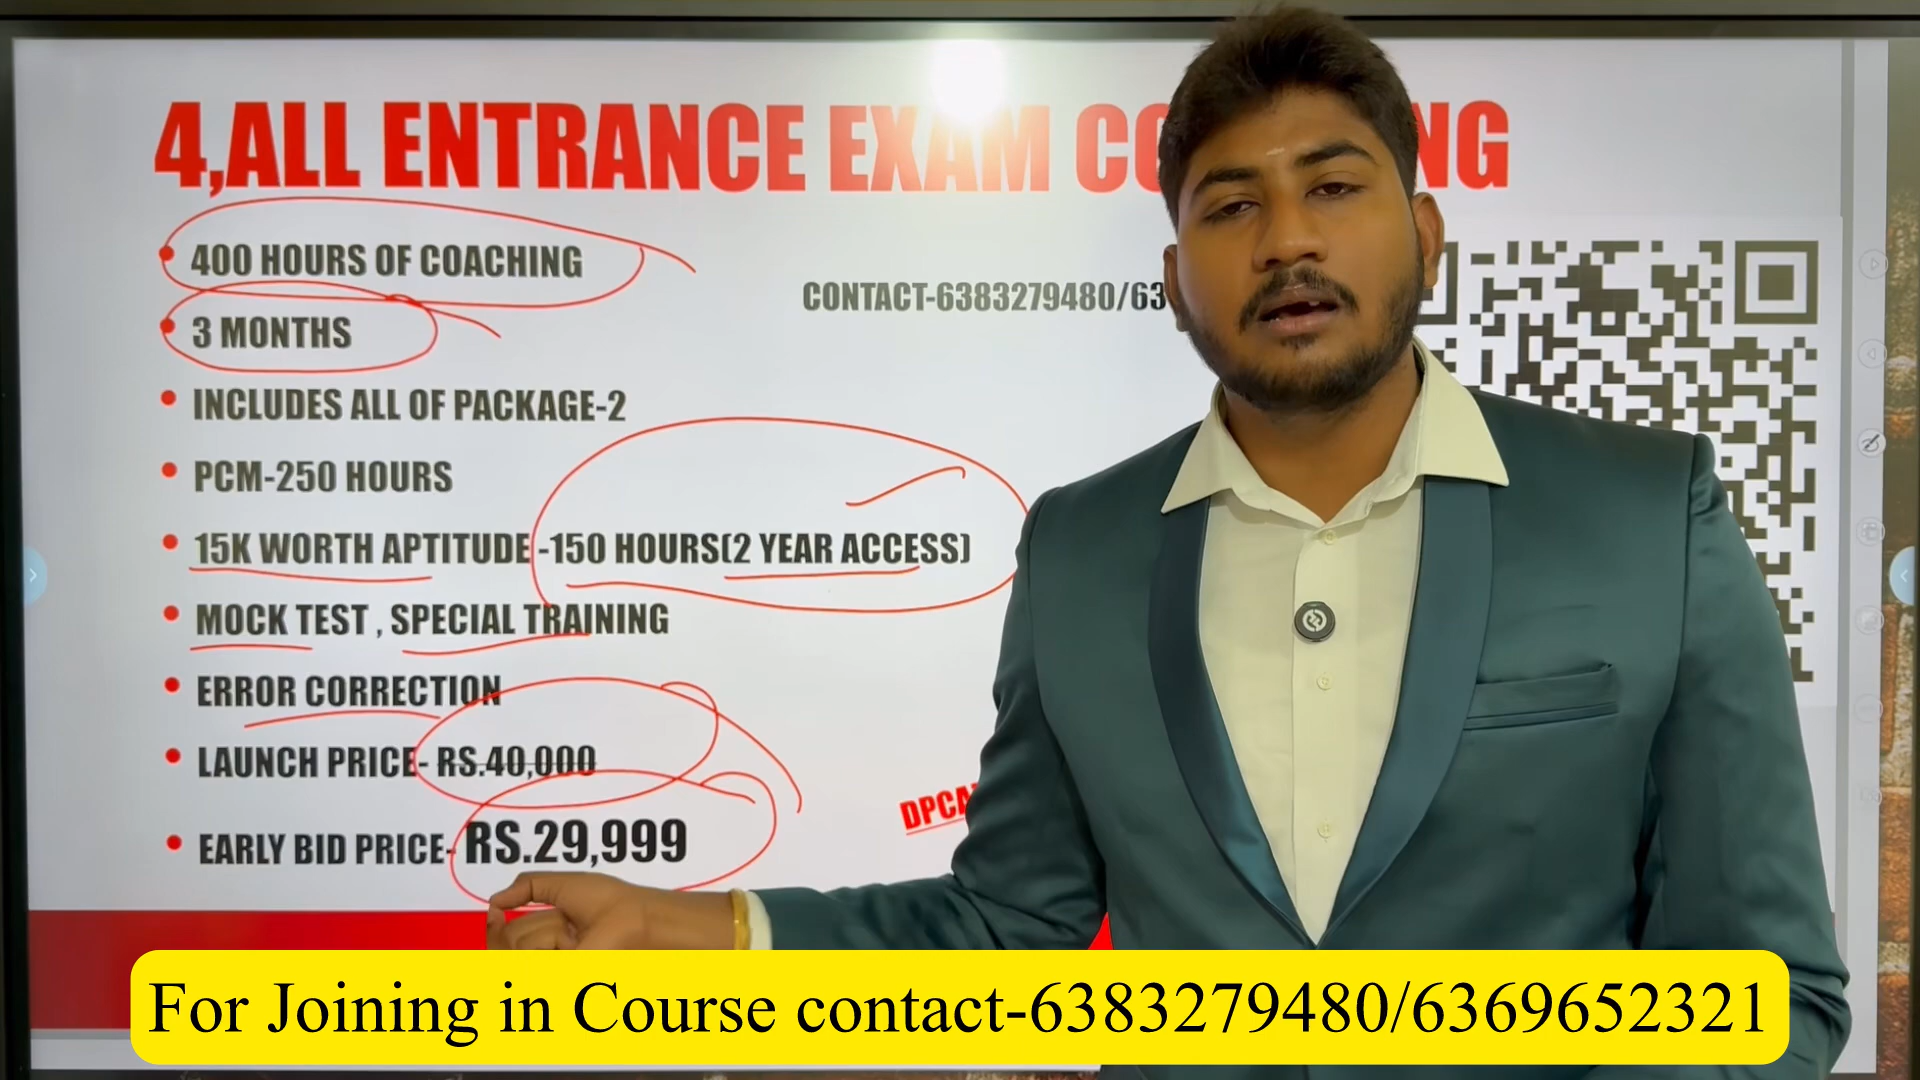 4,ALL ENTRANCE EXAM CO NG
• 400 HOURS OF COACHING
CONTACT-6383279480/63
• 3 MONTHS
• INCLUDES ALL OF PACKAGE-2
• PCM-250 HOURS
• 15K WORTH APTITUDE -150 HOURS(2 YEAR ACCESS)
• MOCK TEST , SPECIAL TRAINING
• ERROR CORRECTION
• LAUNCH PRICE- RS.40,000
• EARLY BID PRICE- RS.29,999
For Joining in Course contact-6383279480/6369652321